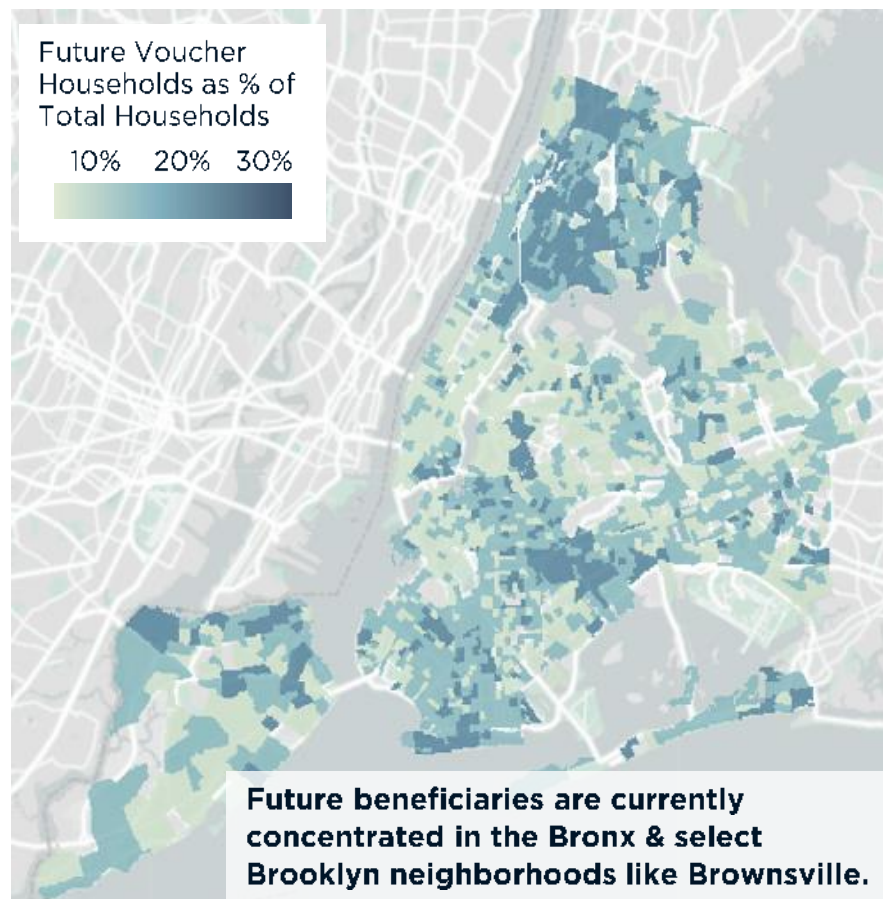 Future Voucher
Households as % of
Total Households
10% 20% 30%
Future beneficiaries are currently
concentrated in the Bronx & select
Brooklyn neighborhoods like Brownsville.